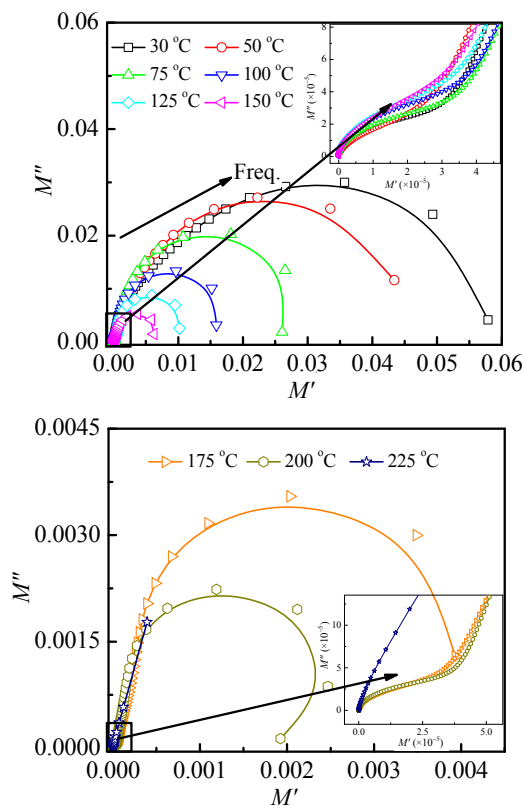 0.06
30 °C 50 °C
75 °C 100 °C
125 °C 150 °C
M″ (×10⁻⁵)
8
6
4
2
0
0 1 2 3 4
M′ (×10⁻⁵)
0.04
M″
Freq.
0.02
0.00
0.00 0.01 0.02 0.03 0.04 0.05 0.06
M′
0.0045
175 °C 200 °C 225 °C
0.0030
M″
0.0015
M″ (×10⁻⁵)
10
5
0
0.0 2.5 5.0
M′ (×10⁻⁵)
0.0000
0.000 0.001 0.002 0.003 0.004
M′